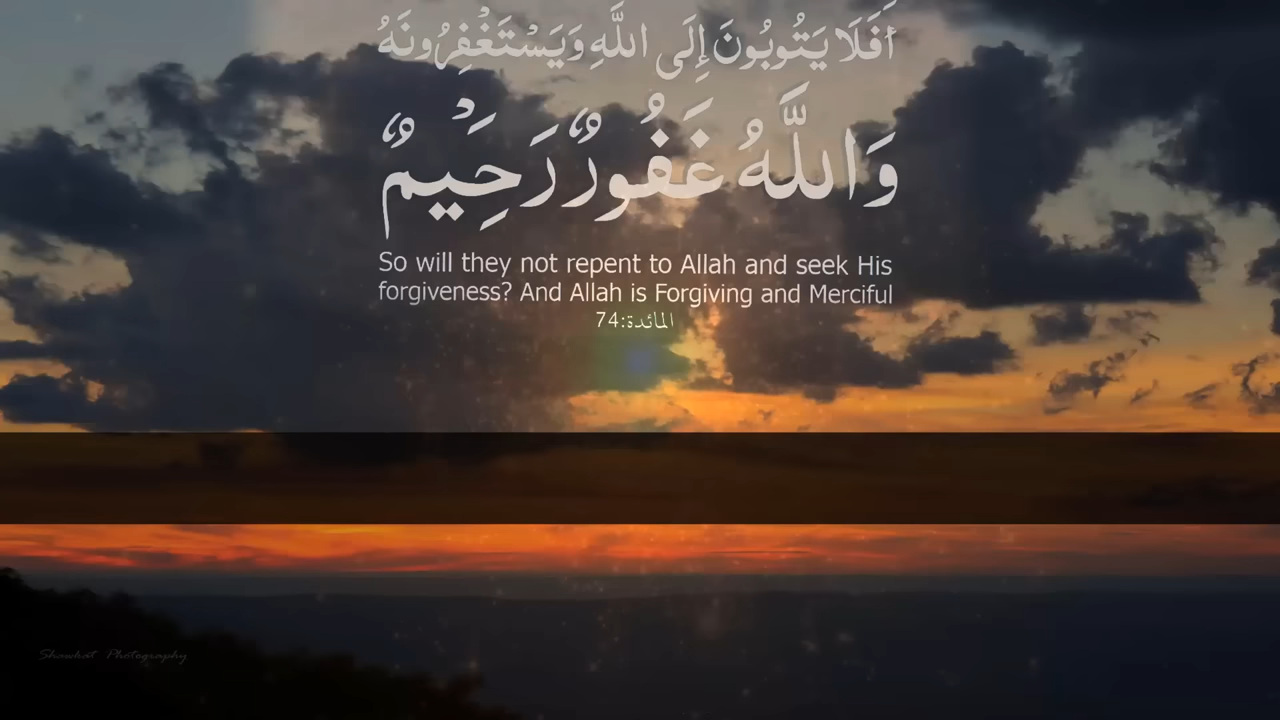 أَفَلَا يَتُوبُونَ إِلَى اللَّهِ وَيَسْتَغْفِرُونَهُ
وَاللَّهُ غَفُورٌ رَحِيمٌ
So will they not repent to Allah and seek His
forgiveness? And Allah is Forgiving and Merciful
المائدة:74
Shawkat Photography